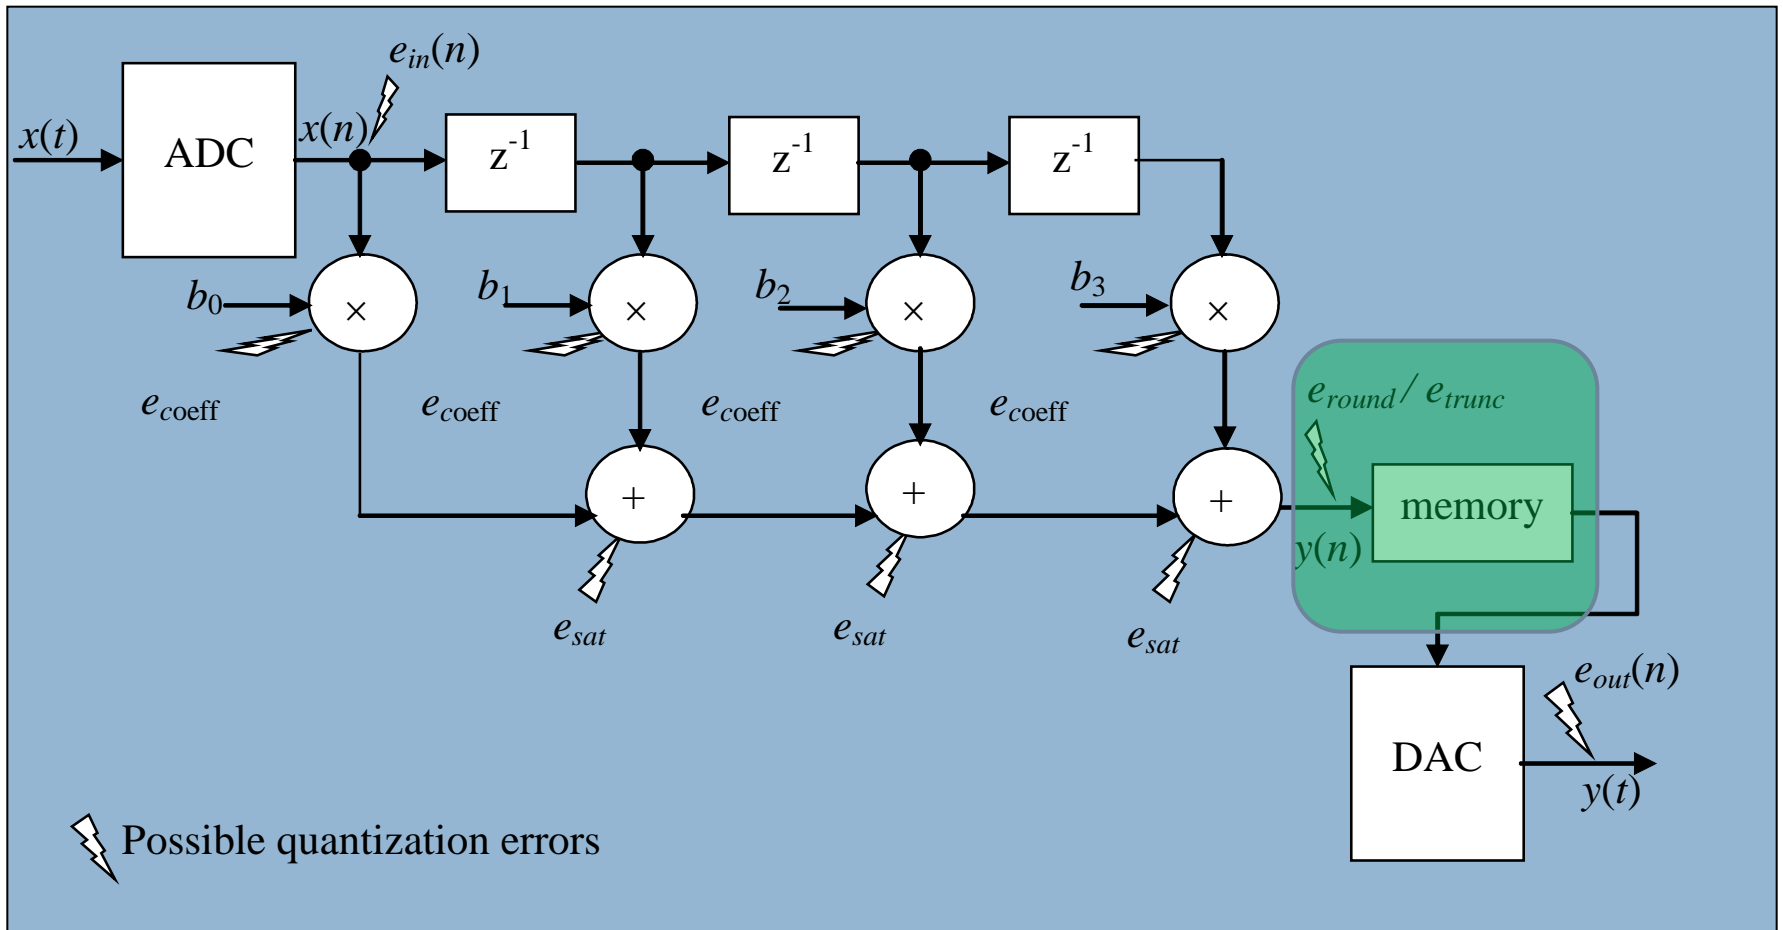 e_in(n)
x(t)
ADC
x(n)
z^-1
z^-1
z^-1
b_0
×
b_1
×
b_2
×
b_3
×
e_coeff
e_coeff
e_coeff
e_coeff
e_round / e_trunc
+
+
+
memory
y(n)
e_sat
e_sat
e_sat
e_out(n)
DAC
y(t)
Possible quantization errors